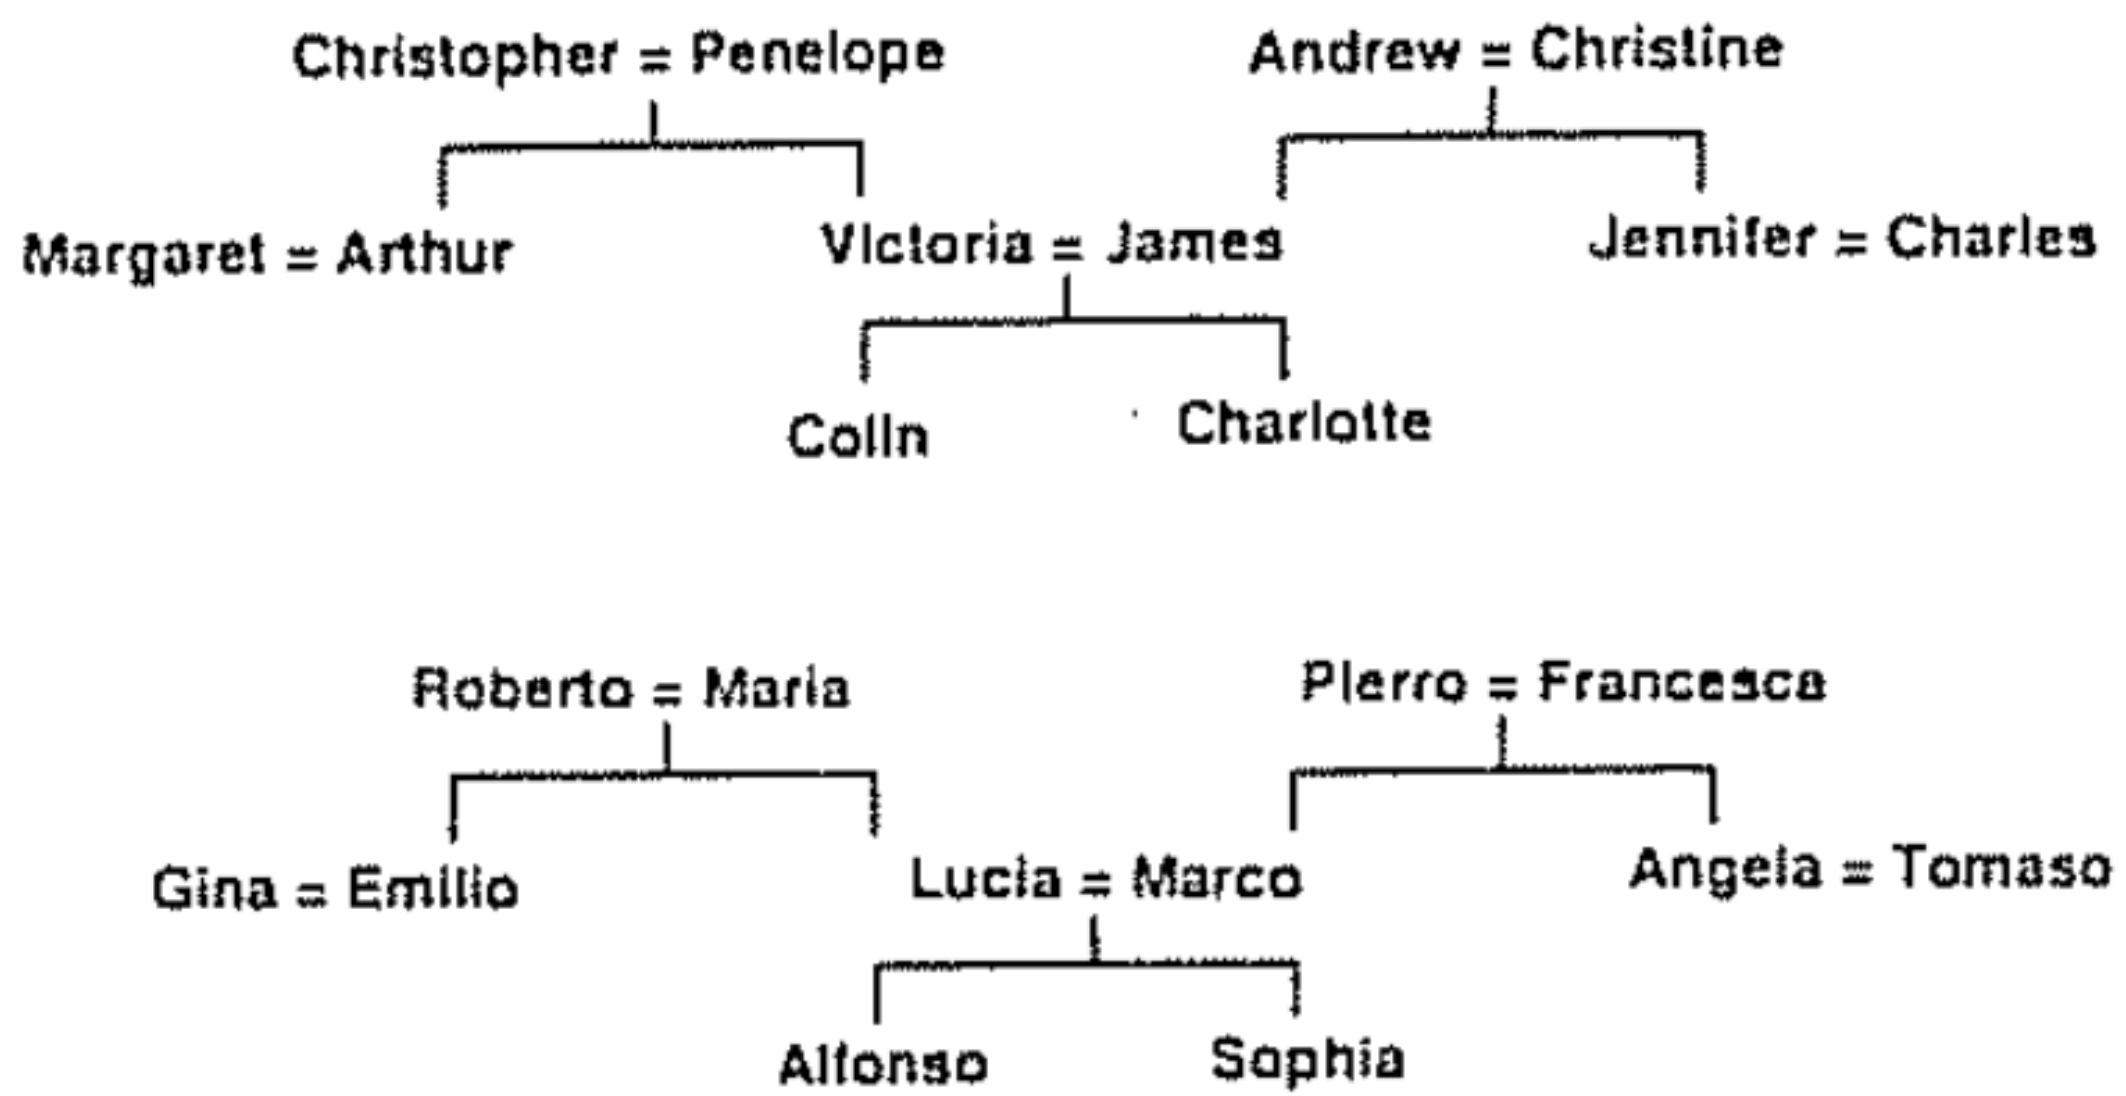 Christopher = Penelope    Andrew = Christine
Margaret = Arthur    Victoria = James    Jennifer = Charles
Colin    Charlotte
Roberto = Maria    Pierro = Francesca
Gina = Emilio    Lucia = Marco    Angela = Tomaso
Alfonso    Sophia